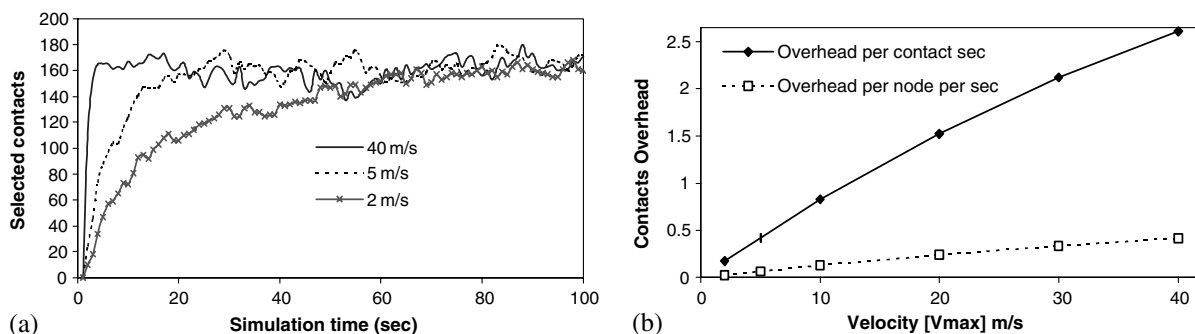 200
180
160
140
120
100
80
60
40
20
0
Selected contacts
40 m/s
5 m/s
2 m/s
0 20 40 60 80 100
(a) Simulation time (sec)
2.5
2
1.5
1
0.5
0
Contacts Overhead
Overhead per contact sec
Overhead per node per sec
0 10 20 30 40
(b) Velocity [Vmax] m/s